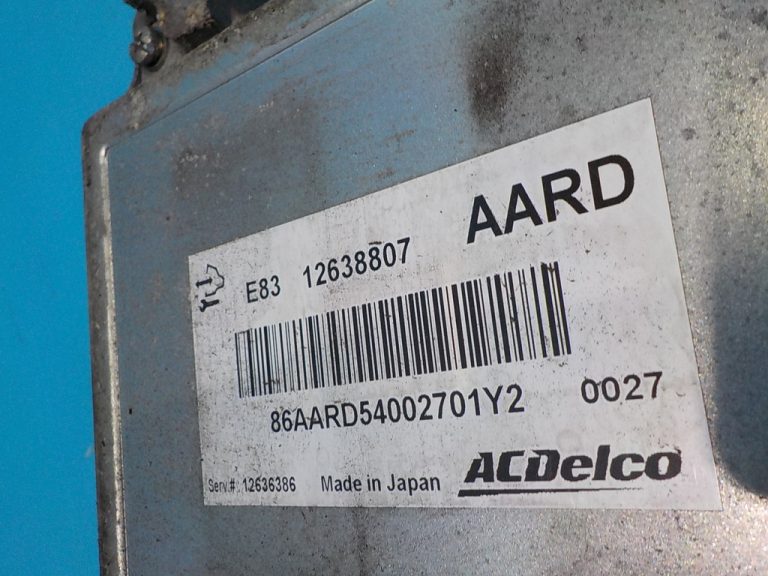 AARD
E83 12638807
86AARD54002701Y2 0027
Serv.# 12636386 Made in Japan ACDelco